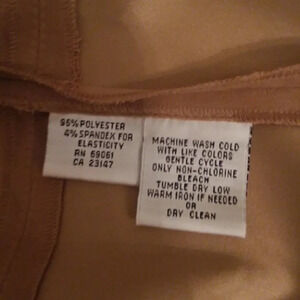 96% POLYESTER
4% SPANDEX FOR
ELASTICITY
RN 69061
CA 23147
MACHINE WASH COLD
WITH LIKE COLORS
GENTLE CYCLE
ONLY NON-CHLORINE
BLEACH
TUMBLE DRY LOW
WARM IRON IF NEEDED
OR
DRY CLEAN